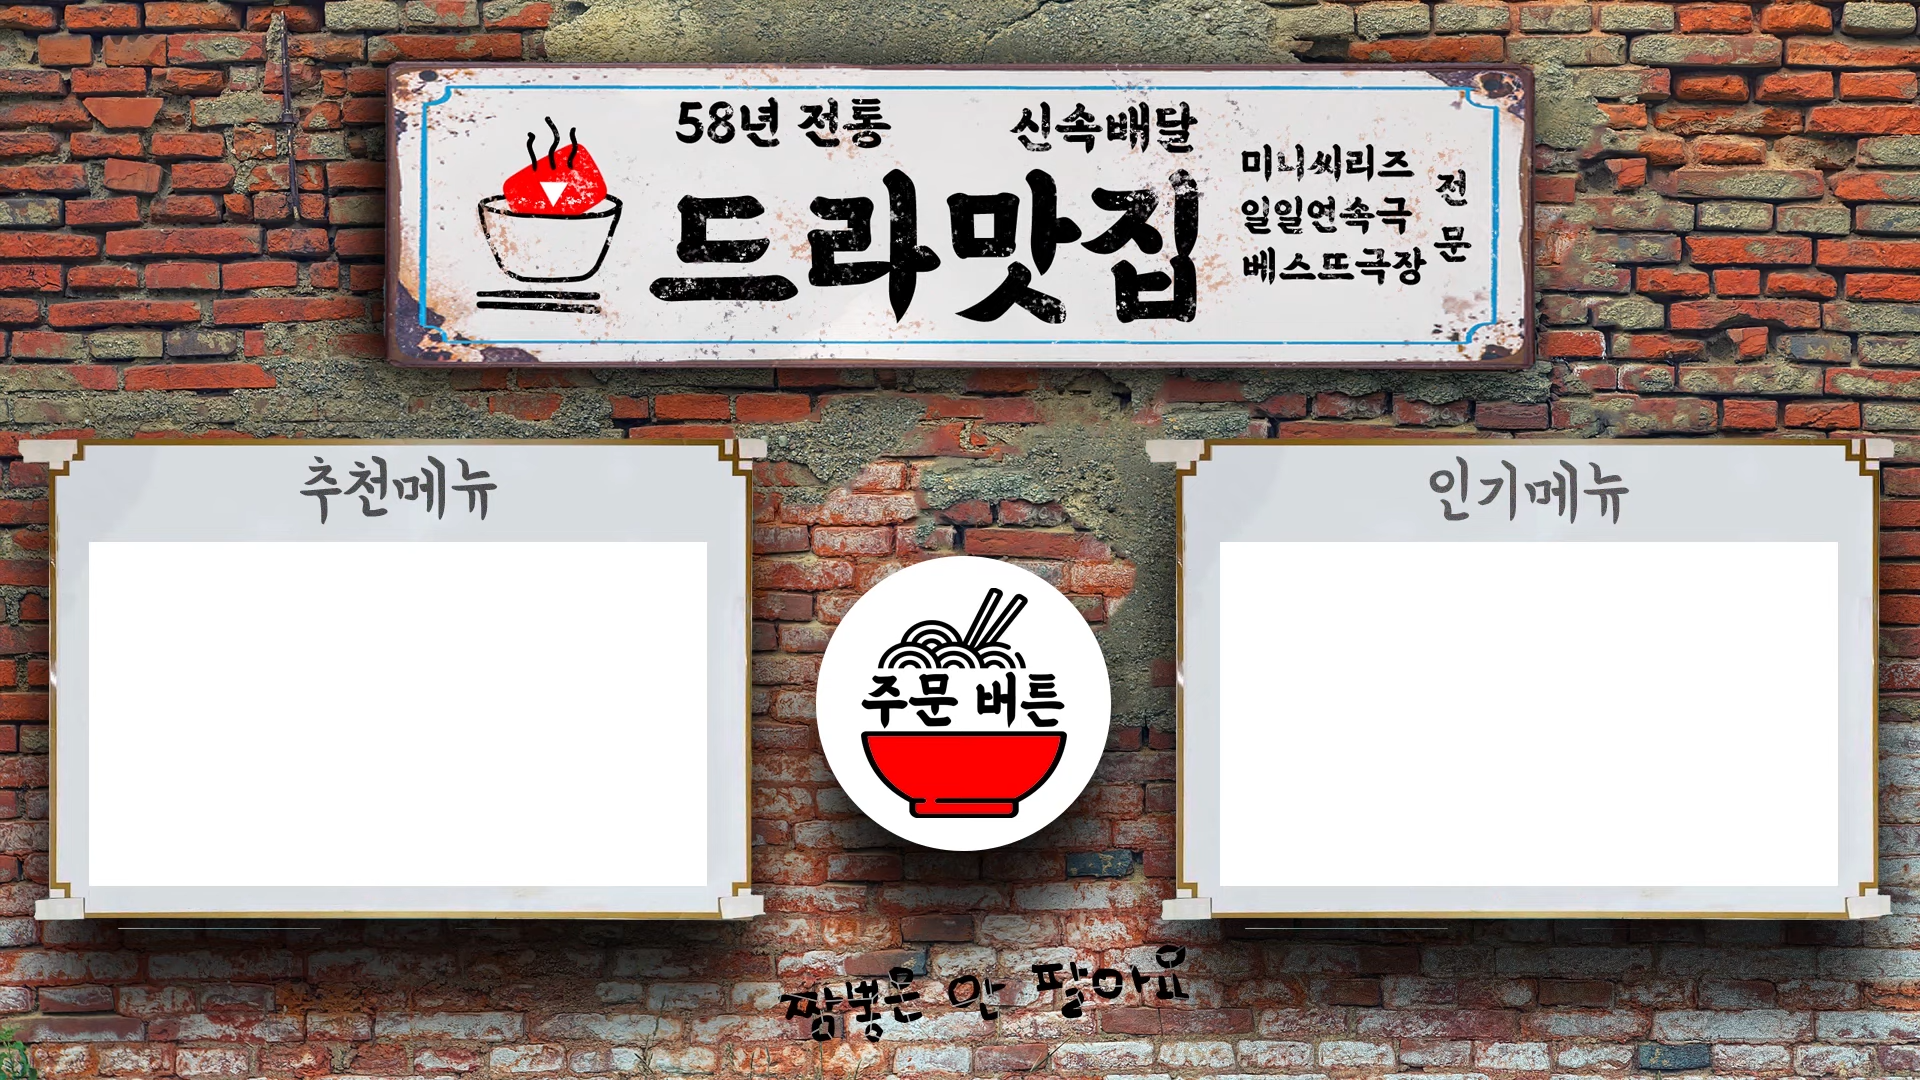 58년 전통 신속배달
드라맛집
미니씨리즈
일일연속극
베스뜨극장
전문
추천메뉴
인기메뉴
주문 버튼
짬뽕은 안 팔아요